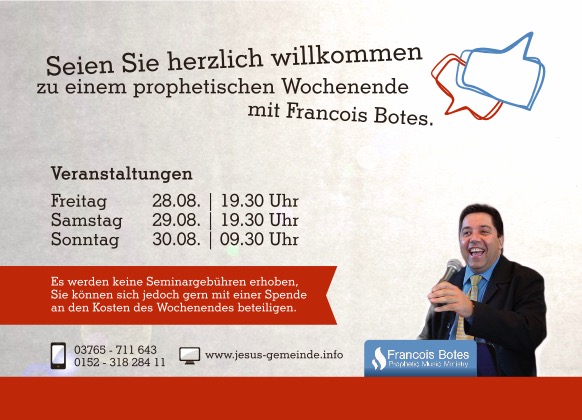 Seien Sie herzlich willkommen
zu einem prophetischen Wochenende
mit Francois Botes.
Veranstaltungen
Freitag 28.08. | 19.30 Uhr
Samstag 29.08. | 19.30 Uhr
Sonntag 30.08. | 09.30 Uhr
Es werden keine Seminargebühren erhoben,
Sie können sich jedoch gern mit einer Spende
an den Kosten des Wochenendes beteiligen.
03765 - 711 643
0152 - 318 284 11
www.jesus-gemeinde.info
Francois Botes
Prophetic Music Ministry